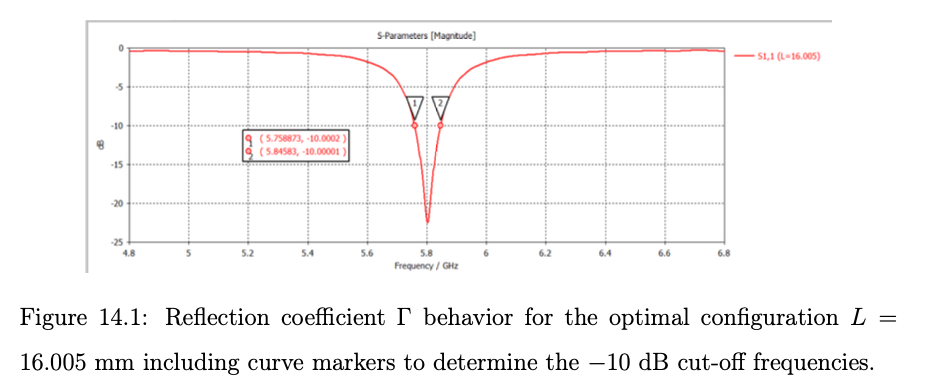 S-Parameters [Magnitude]
0
-5
-10
-15
-20
-25
dB
S1,1 (L=16.005)
1
2
1 ( 5.758873, -10.0002 )
2 ( 5.84583, -10.00001 )
4.8 5 5.2 5.4 5.6 5.8 6 6.2 6.4 6.6 6.8
Frequency / GHz
Figure 14.1: Reflection coefficient Γ behavior for the optimal configuration L =
16.005 mm including curve markers to determine the −10 dB cut-off frequencies.